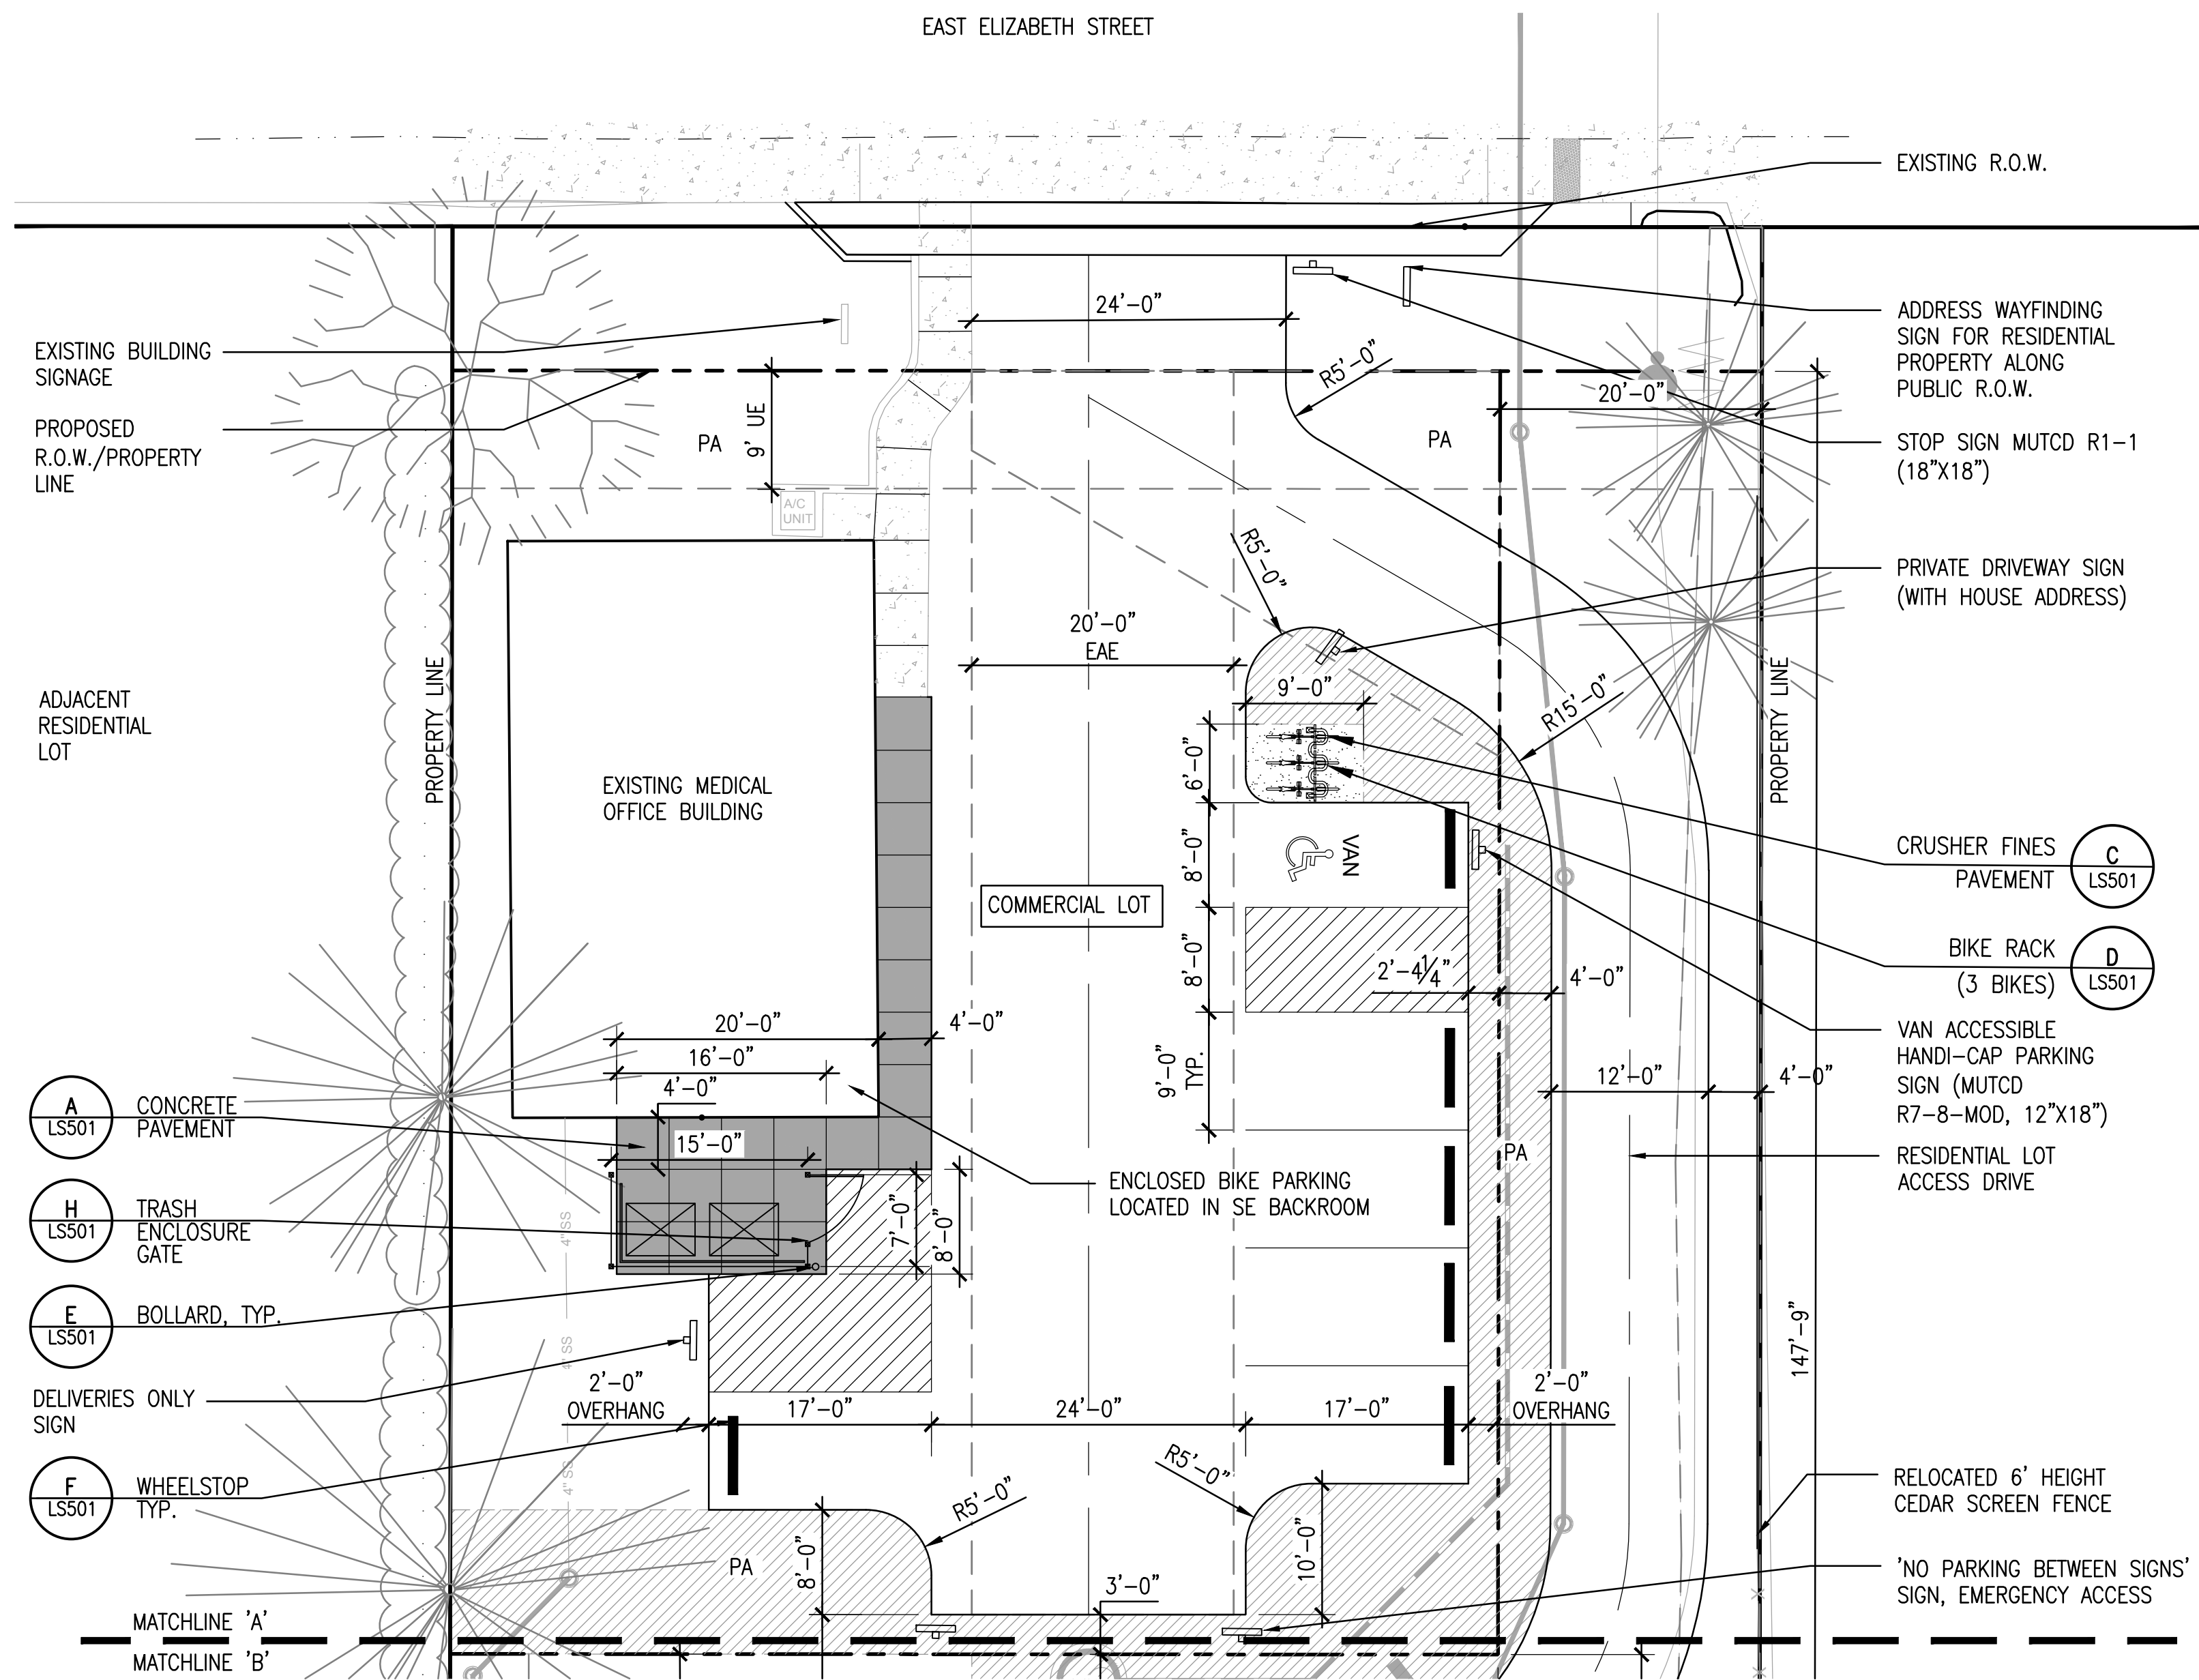 EAST ELIZABETH STREET
EXISTING R.O.W.
24'-0"
R5'-0"
ADDRESS WAYFINDING
SIGN FOR RESIDENTIAL
PROPERTY ALONG
PUBLIC R.O.W.
EXISTING BUILDING
SIGNAGE
20'-0"
PROPOSED
R.O.W./PROPERTY
LINE
9' UE
PA
PA
STOP SIGN MUTCD R1-1
(18"X18")
A/C
UNIT
R5'-0"
PRIVATE DRIVEWAY SIGN
(WITH HOUSE ADDRESS)
20'-0"
EAE
ADJACENT
RESIDENTIAL
LOT
PROPERTY LINE
9'-0"
R15'-0"
PROPERTY LINE
EXISTING MEDICAL
OFFICE BUILDING
6'-0"
8'-0"
VAN
CRUSHER FINES
PAVEMENT
C
LS501
COMMERCIAL LOT
8'-0"
2'-4 1/4"
4'-0"
BIKE RACK
(3 BIKES)
D
LS501
20'-0"
4'-0"
16'-0"
4'-0"
15'-0"
9'-0"
TYP.
12'-0"
4'-0"
VAN ACCESSIBLE
HANDI-CAP PARKING
SIGN (MUTCD
R7-8-MOD, 12"X18")
A
LS501
CONCRETE
PAVEMENT
PA
RESIDENTIAL LOT
ACCESS DRIVE
ENCLOSED BIKE PARKING
LOCATED IN SE BACKROOM
H
LS501
TRASH
ENCLOSURE
GATE
4"SS
7'-0"
8'-0"
E
LS501
BOLLARD, TYP.
4' SS
147'-9"
DELIVERIES ONLY
SIGN
2'-0"
OVERHANG
17'-0"
24'-0"
17'-0"
2'-0"
OVERHANG
F
LS501
WHEELSTOP
TYP.
4" SS
R5'-0"
R5'-0"
RELOCATED 6' HEIGHT
CEDAR SCREEN FENCE
PA
8'-0"
3'-0"
10'-0"
'NO PARKING BETWEEN SIGNS'
SIGN, EMERGENCY ACCESS
MATCHLINE 'A'
MATCHLINE 'B'